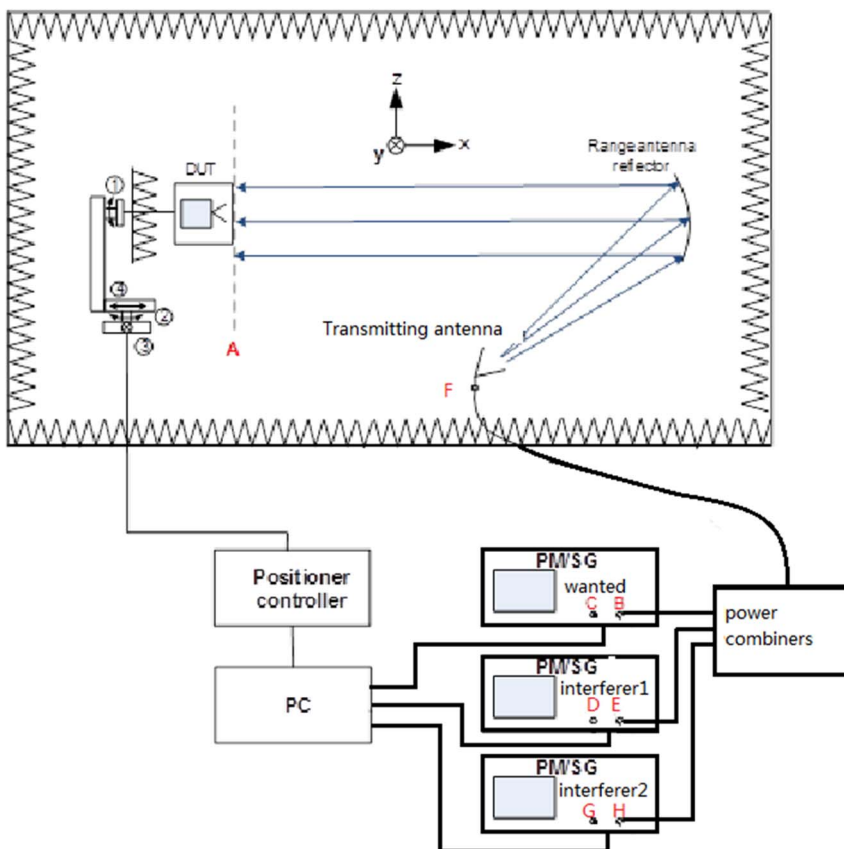 z
x
y
Rangeantenna
reflector
DUT
①
④
②
③
A
Transmitting antenna
F
Positioner
controller
PC
PM/SG
wanted
C B
power
combiners
PM/SG
interferer1
D E
PM/SG
interferer2
G H